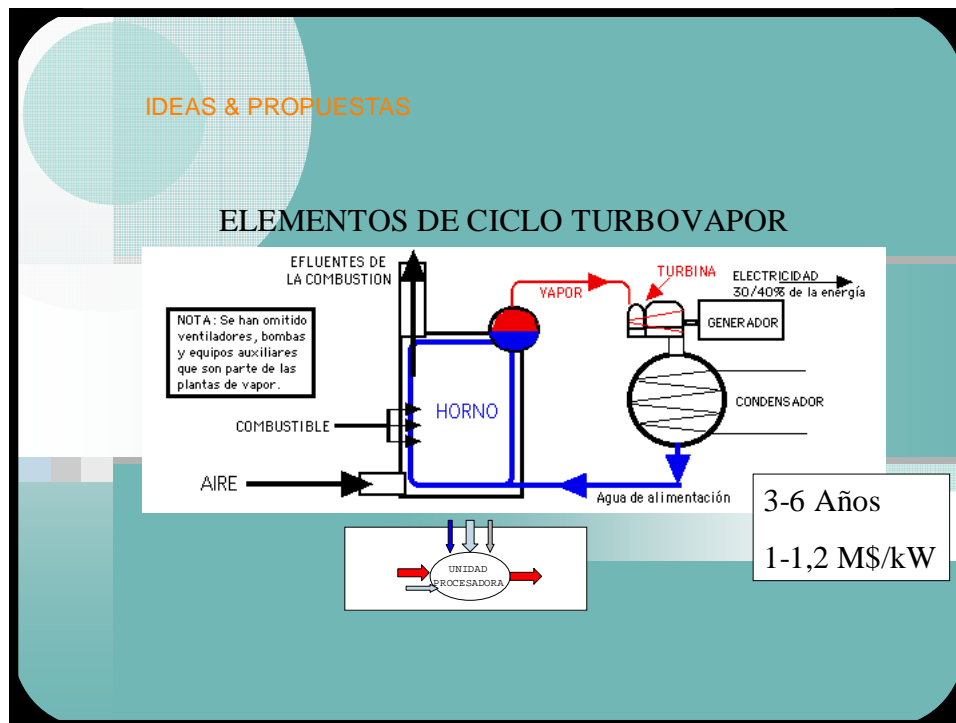 IDEAS & PROPUESTAS
ELEMENTOS DE CICLO TURBOVAPOR
EFLUENTES DE
LA COMBUSTION
VAPOR
TURBINA
ELECTRICIDAD
30/40% de la energía
GENERADOR
NOTA: Se han omitido
ventiladores, bombas
y equipos auxiliares
que son parte de las
plantas de vapor.
HORNO
CONDENSADOR
COMBUSTIBLE
AIRE
Agua de alimentación
3-6 Años
1-1,2 M$/kW
UNIDAD
PROCESADORA